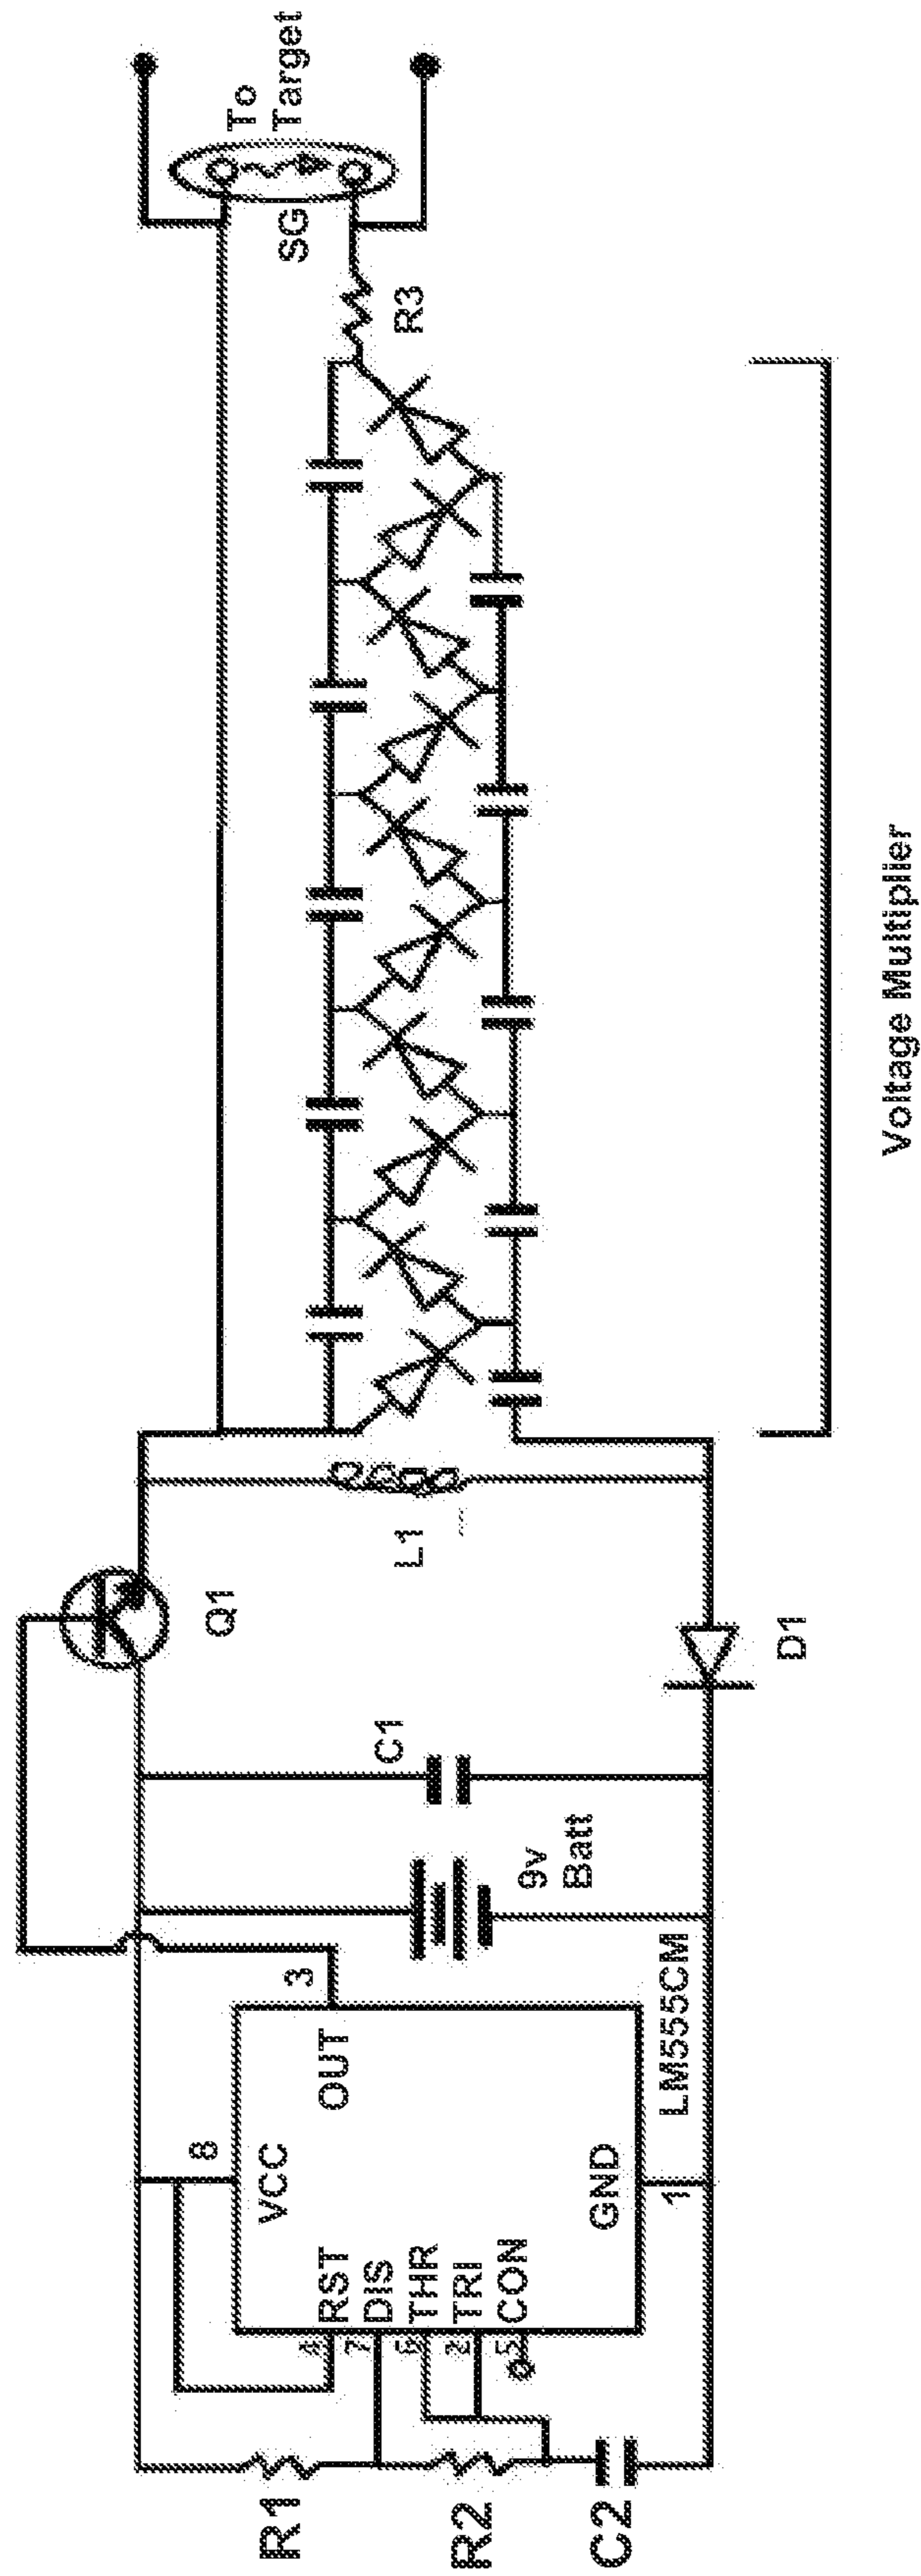 R1
R2
C2
4
7
6
2
5
RST
DIS
THR
TRI
CON
8
VCC
GND
1
OUT
3
LM555CM
9v
Batt
C1
Q1
D1
L1
Voltage Multiplier
R3
SG
To
Target